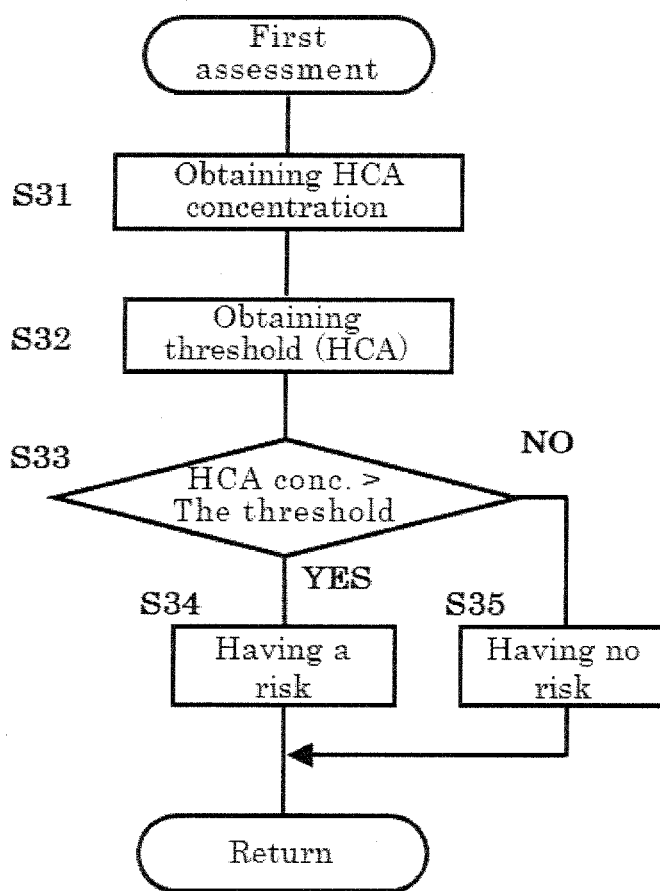 First
assessment
S31
Obtaining HCA
concentration
S32
Obtaining
threshold (HCA)
S33
HCA conc. >
The threshold
NO
YES
S34
Having a
risk
S35
Having no
risk
Return